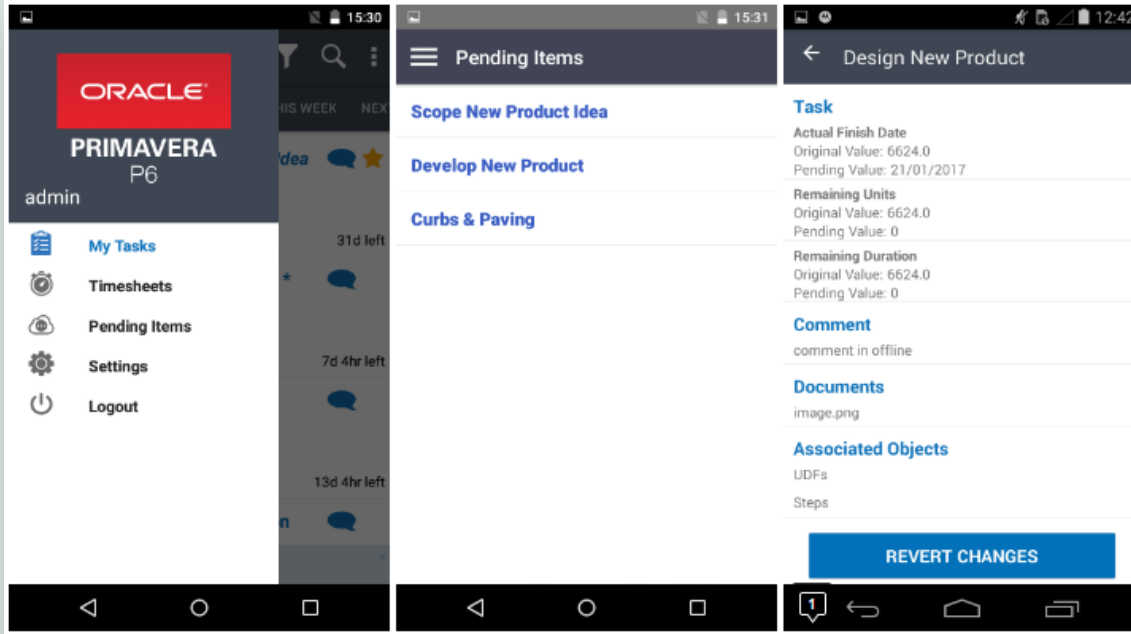 15:30
ORACLE
PRIMAVERA
P6
admin
HIS WEEK NEX
Idea
My Tasks
31d left
Timesheets
*
Pending Items
Settings
7d 4hr left
Logout
13d 4hr left
n
15:31
Pending Items
Scope New Product Idea
Develop New Product
Curbs & Paving
12:42
Design New Product
Task
Actual Finish Date
Original Value: 6624.0
Pending Value: 21/01/2017
Remaining Units
Original Value: 6624.0
Pending Value: 0
Remaining Duration
Original Value: 6624.0
Pending Value: 0
Comment
comment in offline
Documents
image.png
Associated Objects
UDFs
Steps
REVERT CHANGES
1